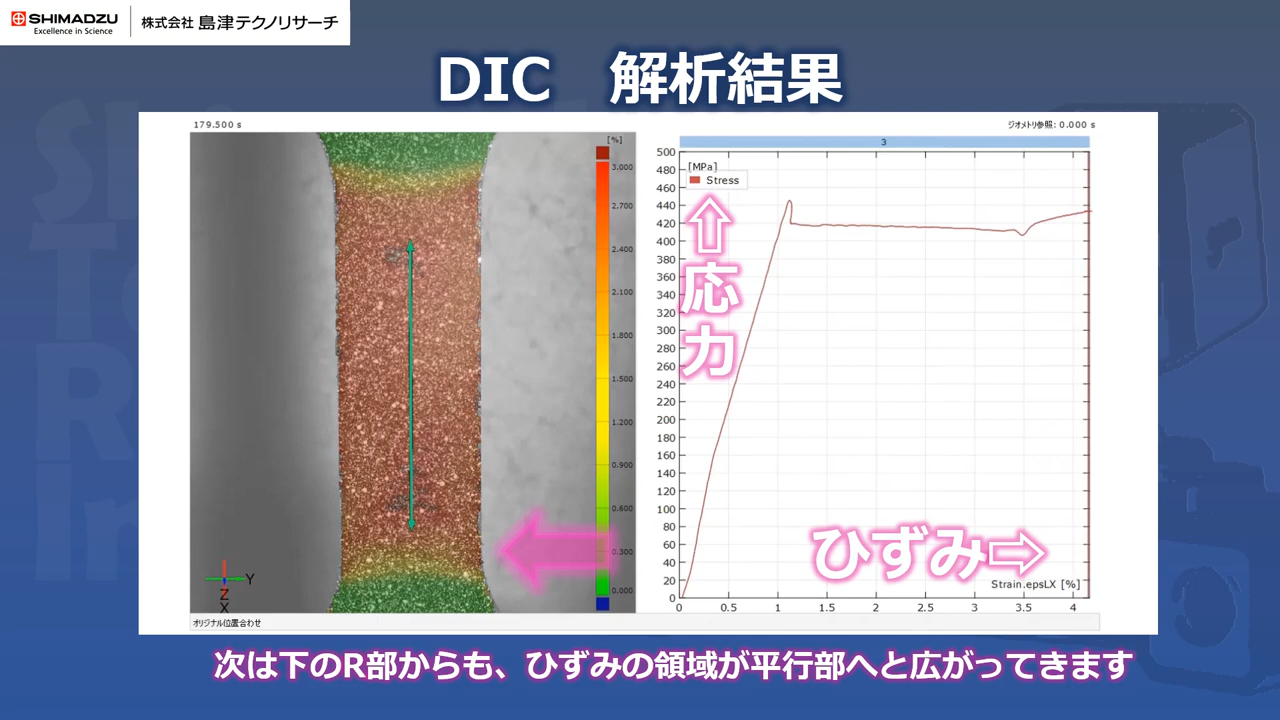 SHIMADZU
Excellence in Science
株式会社 島津テクノリサーチ
DIC 解析結果
179.500 s
ジオメトリ参照: 0.000 s
[%]
3.000
2.700
2.400
2.100
1.800
1.500
1.200
0.900
0.600
0.300
0.000
Y
Z
X
オリジナル位置合わせ
3
[MPa]
Stress
500
480
460
440
420
400
380
360
340
320
300
280
260
240
220
200
180
160
140
120
100
80
60
40
20
0
応力
ひずみ
Strain.epsLX [%]
0 0.5 1 1.5 2 2.5 3 3.5 4
次は下のR部からも、ひずみの領域が平行部へと広がってきます